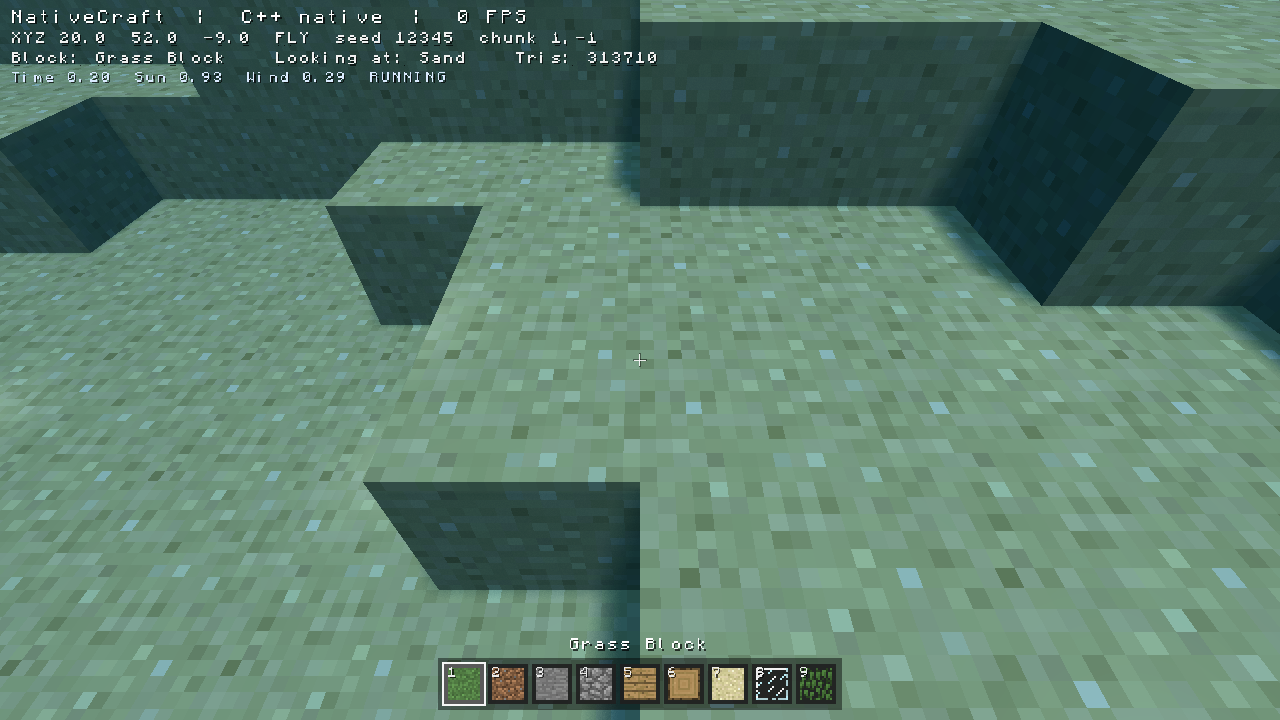 NativeCraft | C++ native | 0 FPS
XYZ 20.0 52.0 -9.0 FLY seed 12345 chunk 1,-1
Block: Grass Block Looking at: Sand Tris: 313710
Time 0.20 Sun 0.93 Wind 0.29 RUNNING
Grass Block
1 2 3 4 5 6 7 8 9